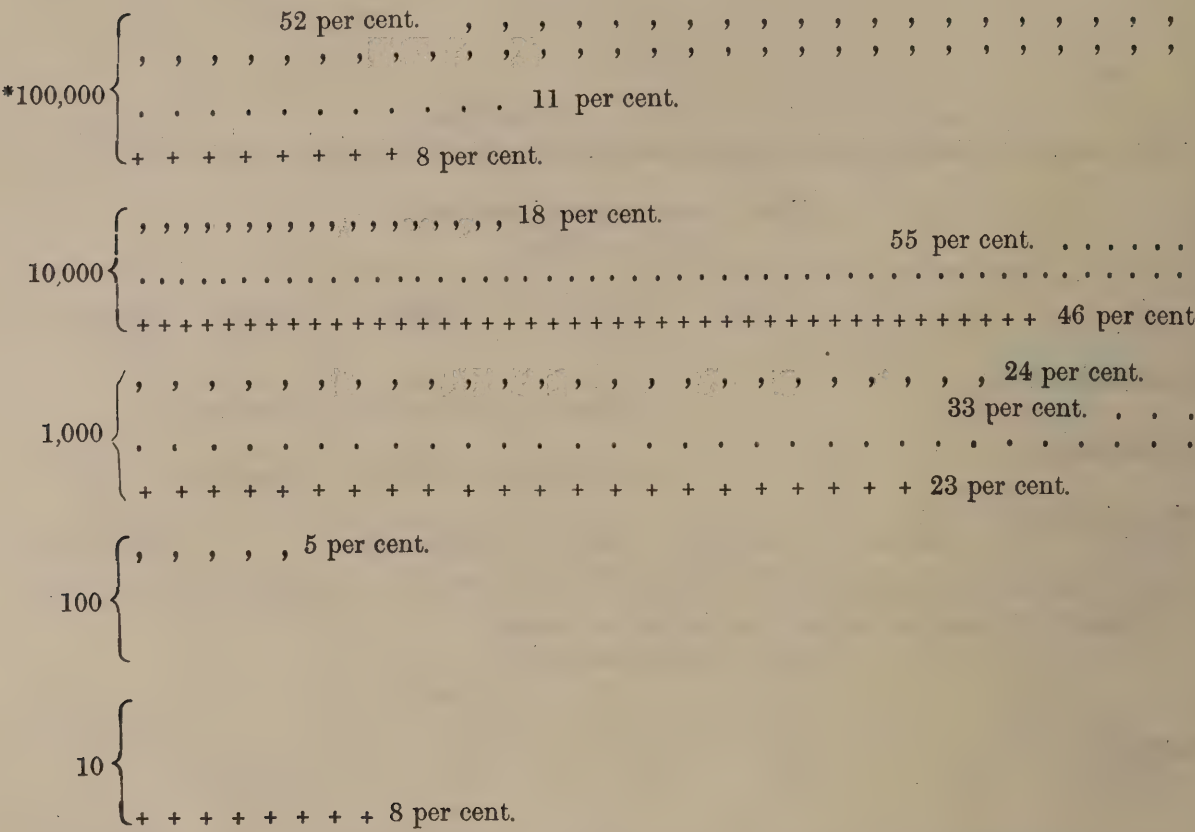 52 per cent. , , , , , , , , , , , , , , , , , , , ,
, , , , , , , , , , , , , , , , , , , , , , , , , , , , ,
*100,000
. . . . . . . . . . . 11 per cent.
+ + + + + + + + 8 per cent.
, , , , , , , , , , , , , , , , , , 18 per cent.
55 per cent. . . . . . .
10,000
. . . . . . . . . . . . . . . . . . . . . . . . . . . . . . . . . . . . . . . . . . . . . . . . .
+ + + + + + + + + + + + + + + + + + + + + + + + + + + + + + + + + + + + + + + + + + 46 per cent
, , , , , , , , , , , , , , , , , , , , , , , , 24 per cent.
33 per cent. . . .
1,000
. . . . . . . . . . . . . . . . . . . . . . . . . . . . . .
+ + + + + + + + + + + + + + + + + + + + + + 23 per cent.
, , , , , 5 per cent.
100
10
+ + + + + + + + 8 per cent.